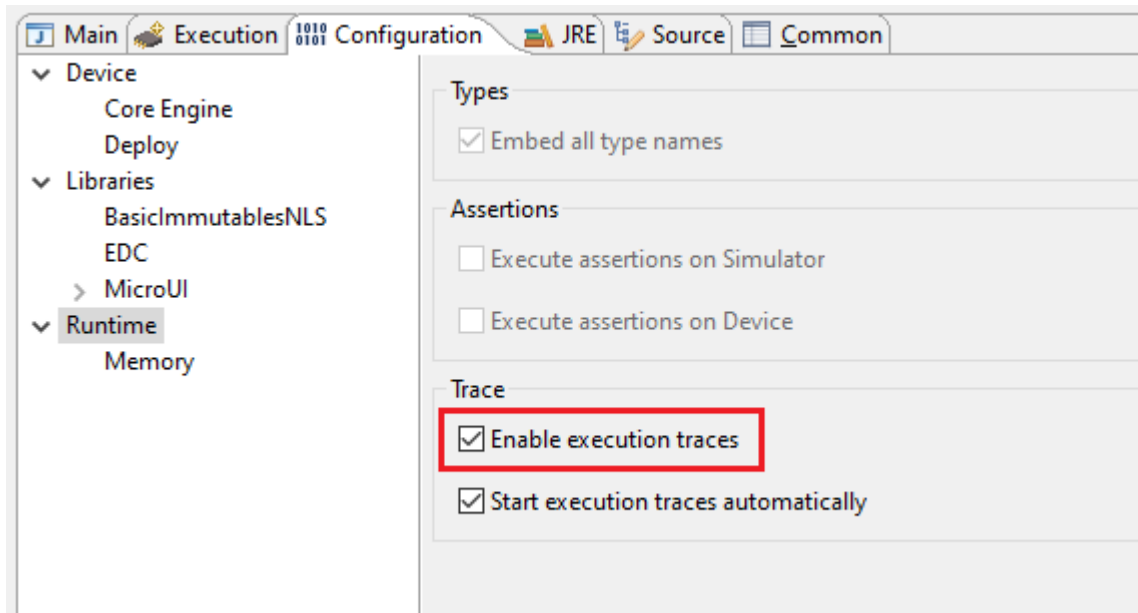 Main Execution 1010 0101 Configuration JRE Source Common
Device
Core Engine
Deploy
Libraries
BasicImmutablesNLS
EDC
MicroUI
Runtime
Memory
Types
Embed all type names
Assertions
Execute assertions on Simulator
Execute assertions on Device
Trace
Enable execution traces
Start execution traces automatically